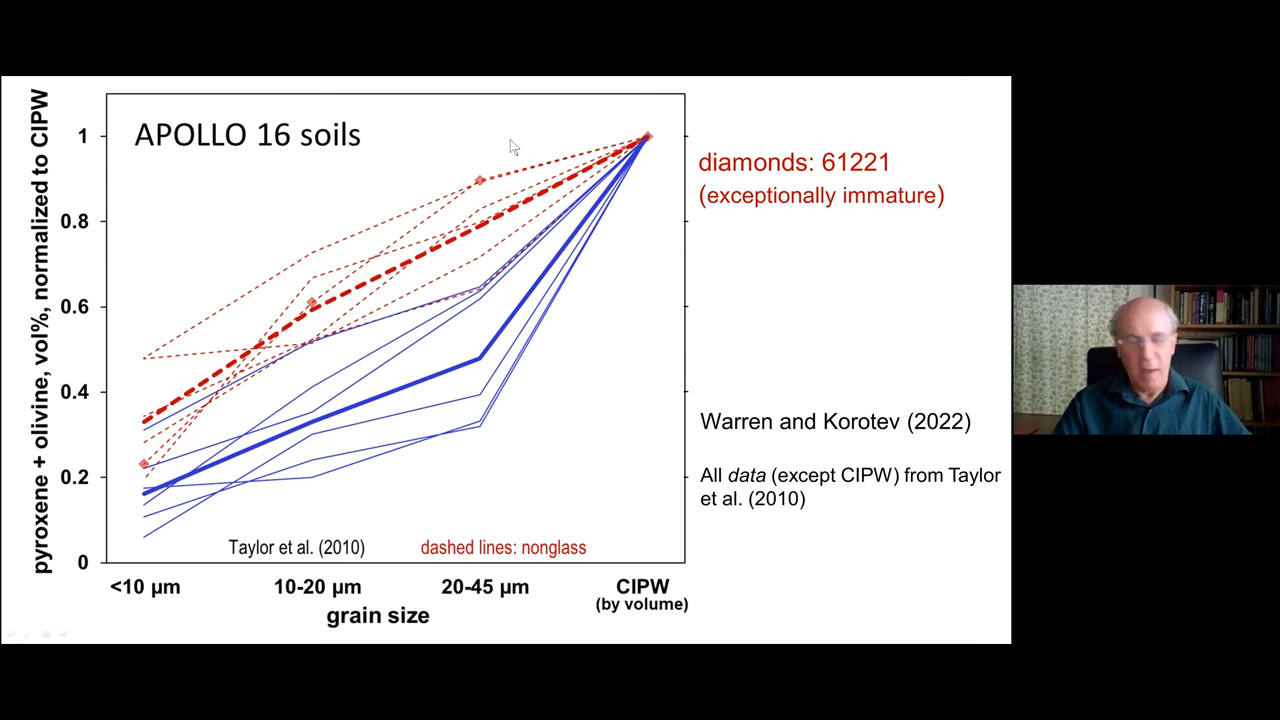 APOLLO 16 soils
pyroxene + olivine, vol%, normalized to CIPW
1
0.8
0.6
0.4
0.2
0
Taylor et al. (2010)
dashed lines: nonglass
<10 µm
10-20 µm
20-45 µm
CIPW
(by volume)
grain size
diamonds: 61221
(exceptionally immature)
Warren and Korotev (2022)
All data (except CIPW) from Taylor
et al. (2010)